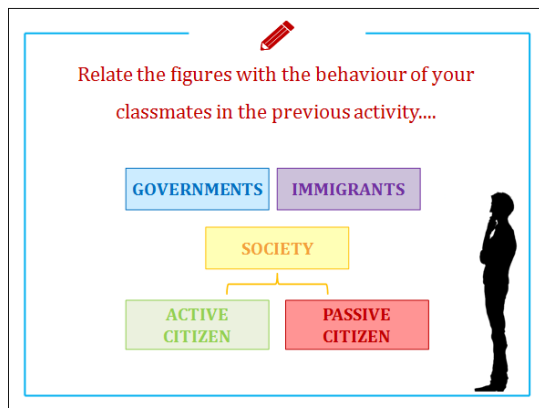 Relate the figures with the behaviour of your
classmates in the previous activity....
GOVERNMENTS
IMMIGRANTS
SOCIETY
ACTIVE
CITIZEN
PASSIVE
CITIZEN